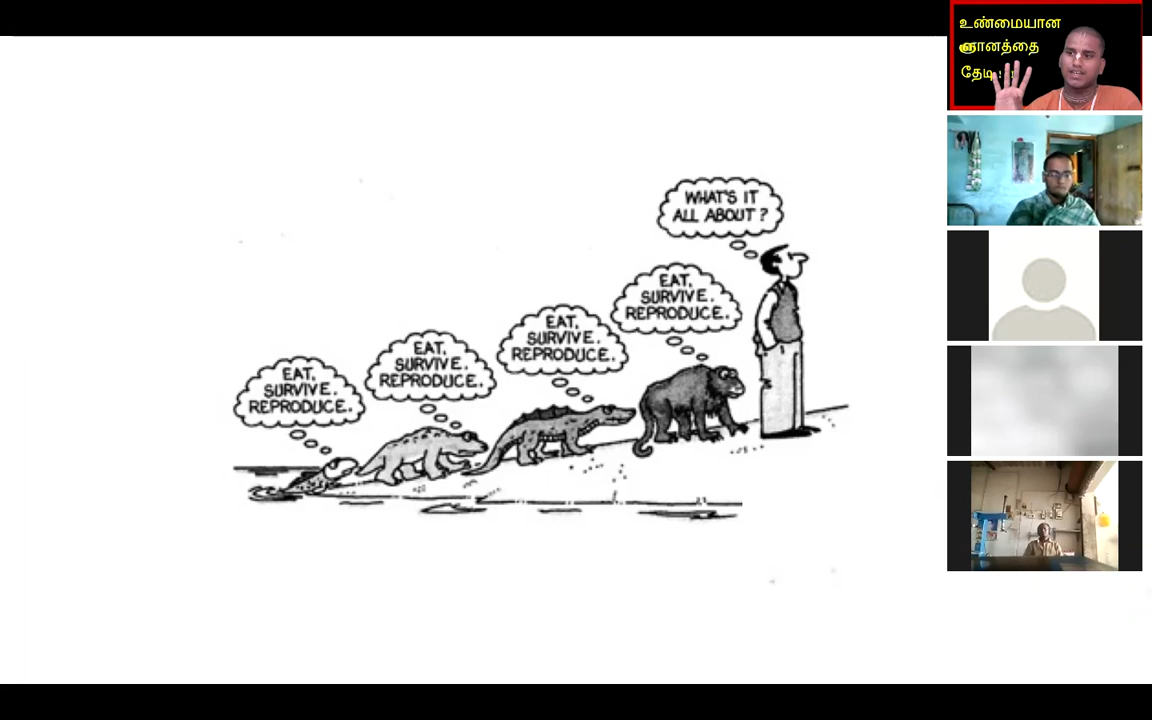 உண்மையான
ஞானத்தை
தேடி
WHAT'S IT
ALL ABOUT?
EAT,
SURVIVE.
REPRODUCE.
EAT,
SURVIVE.
REPRODUCE.
EAT,
SURVIVE.
REPRODUCE.
EAT,
SURVIVE.
REPRODUCE.